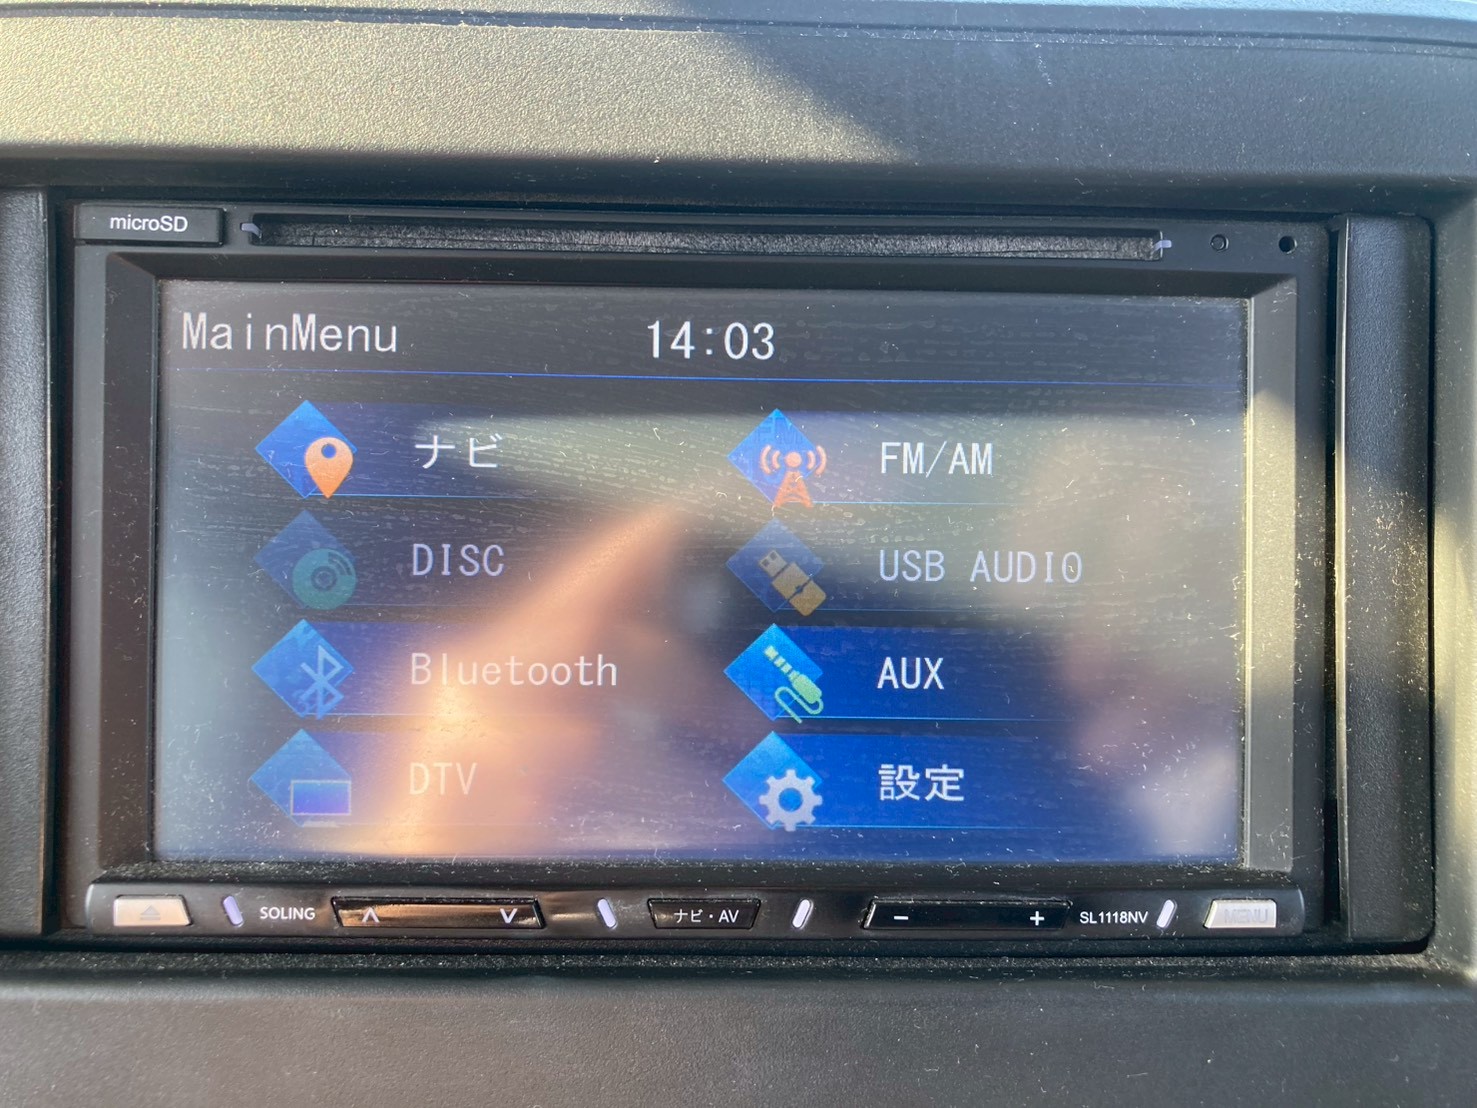 microSD
MainMenu 14:03
ナビ FM/AM
DISC USB AUDIO
Bluetooth AUX
DTV 設定
SOLING ナビ・AV − + SL1118NV MENU